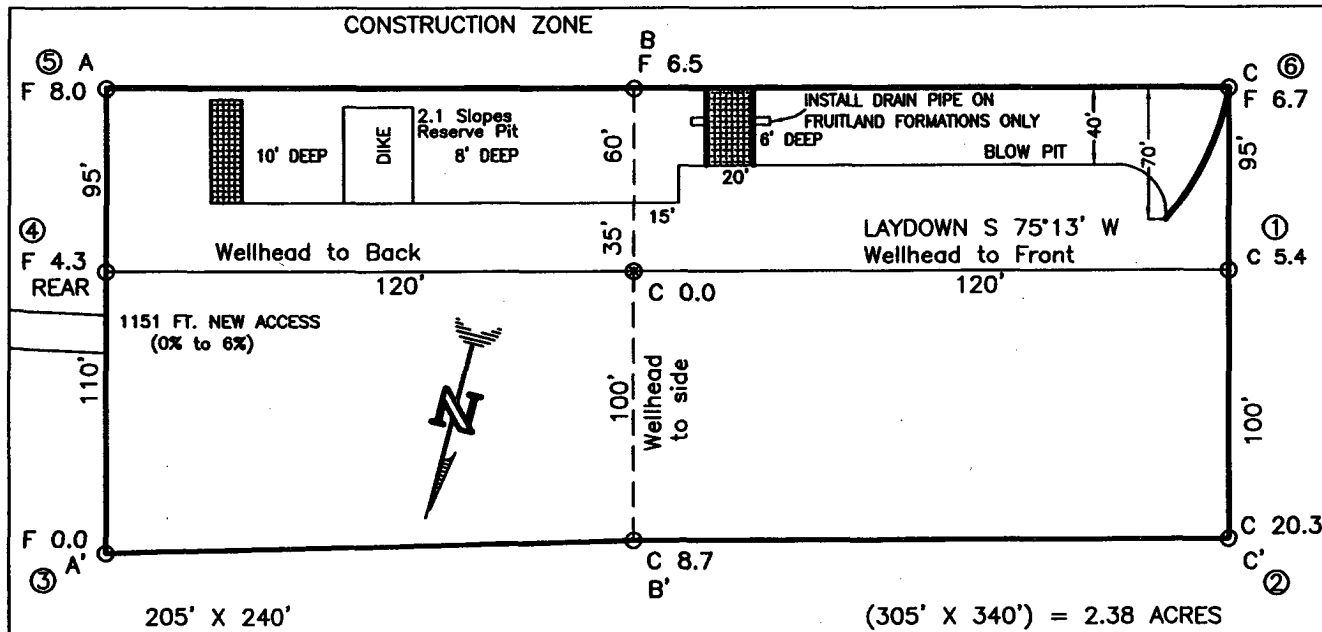 CONSTRUCTION ZONE
⑤ A
F 8.0
B
F 6.5
C ⑥
F 6.7
INSTALL DRAIN PIPE ON
FRUITLAND FORMATIONS ONLY
2.1 Slopes
Reserve Pit
10' DEEP
DIKE
8' DEEP
6' DEEP
60'
40'
70'
95'
95'
BLOW PIT
20'
15'
④
F 4.3
REAR
Wellhead to Back
120'
35'
LAYDOWN S 75°13' W
Wellhead to Front
120'
①
C 5.4
C 0.0
1151 FT. NEW ACCESS
(0% to 6%)
110'
N
100'
Wellhead
to side
100'
F 0.0
A'
③
C 8.7
B'
C 20.3
C'
②
205' X 240'
(305' X 340') = 2.38 ACRES